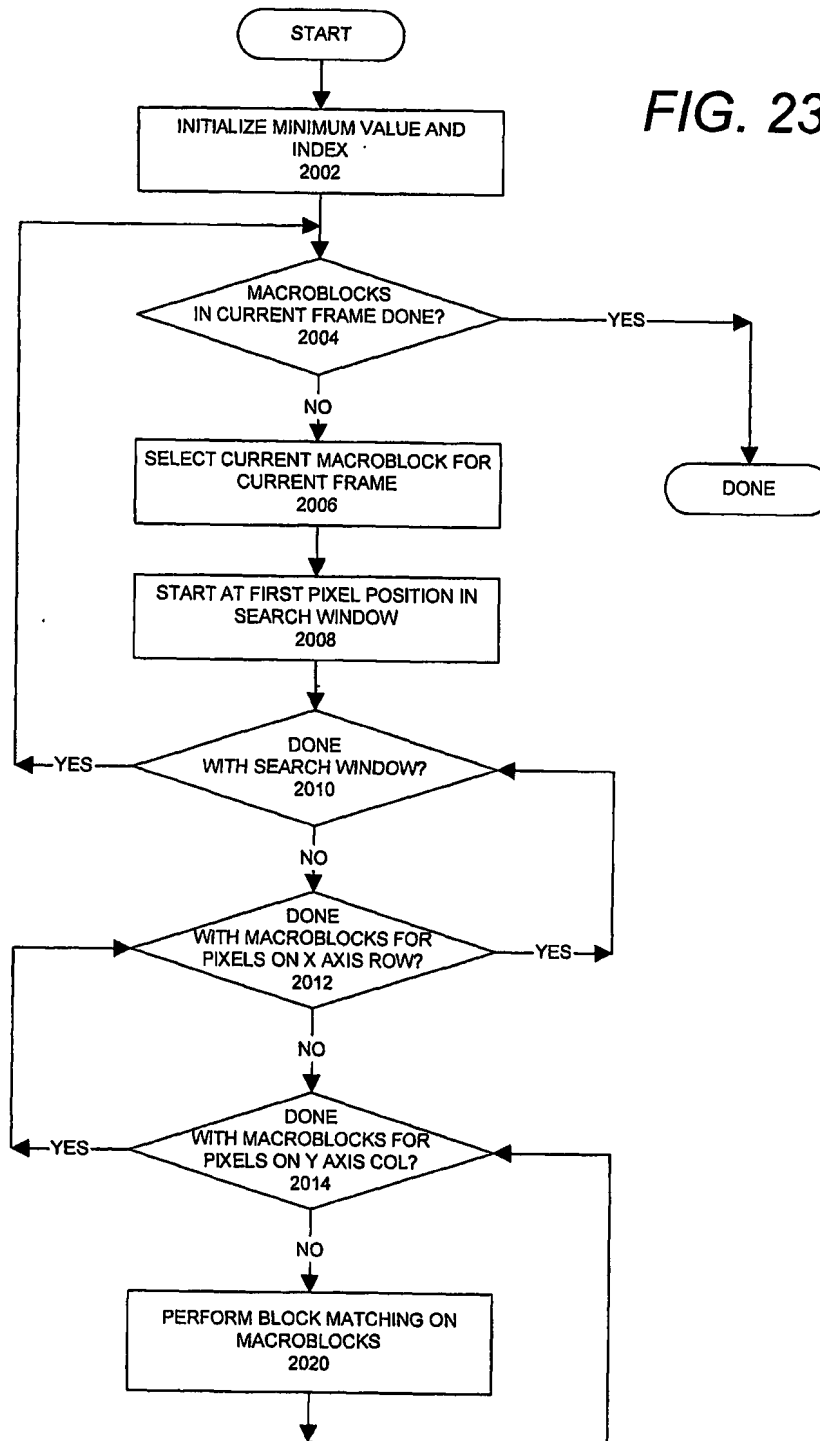 START
FIG. 23
INITIALIZE MINIMUM VALUE AND
INDEX
2002
MACROBLOCKS
IN CURRENT FRAME DONE?
2004
YES
NO
SELECT CURRENT MACROBLOCK FOR
CURRENT FRAME
2006
DONE
START AT FIRST PIXEL POSITION IN
SEARCH WINDOW
2008
DONE
WITH SEARCH WINDOW?
2010
YES
NO
DONE
WITH MACROBLOCKS FOR
PIXELS ON X AXIS ROW?
2012
YES
NO
DONE
WITH MACROBLOCKS FOR
PIXELS ON Y AXIS COL?
2014
YES
NO
PERFORM BLOCK MATCHING ON
MACROBLOCKS
2020